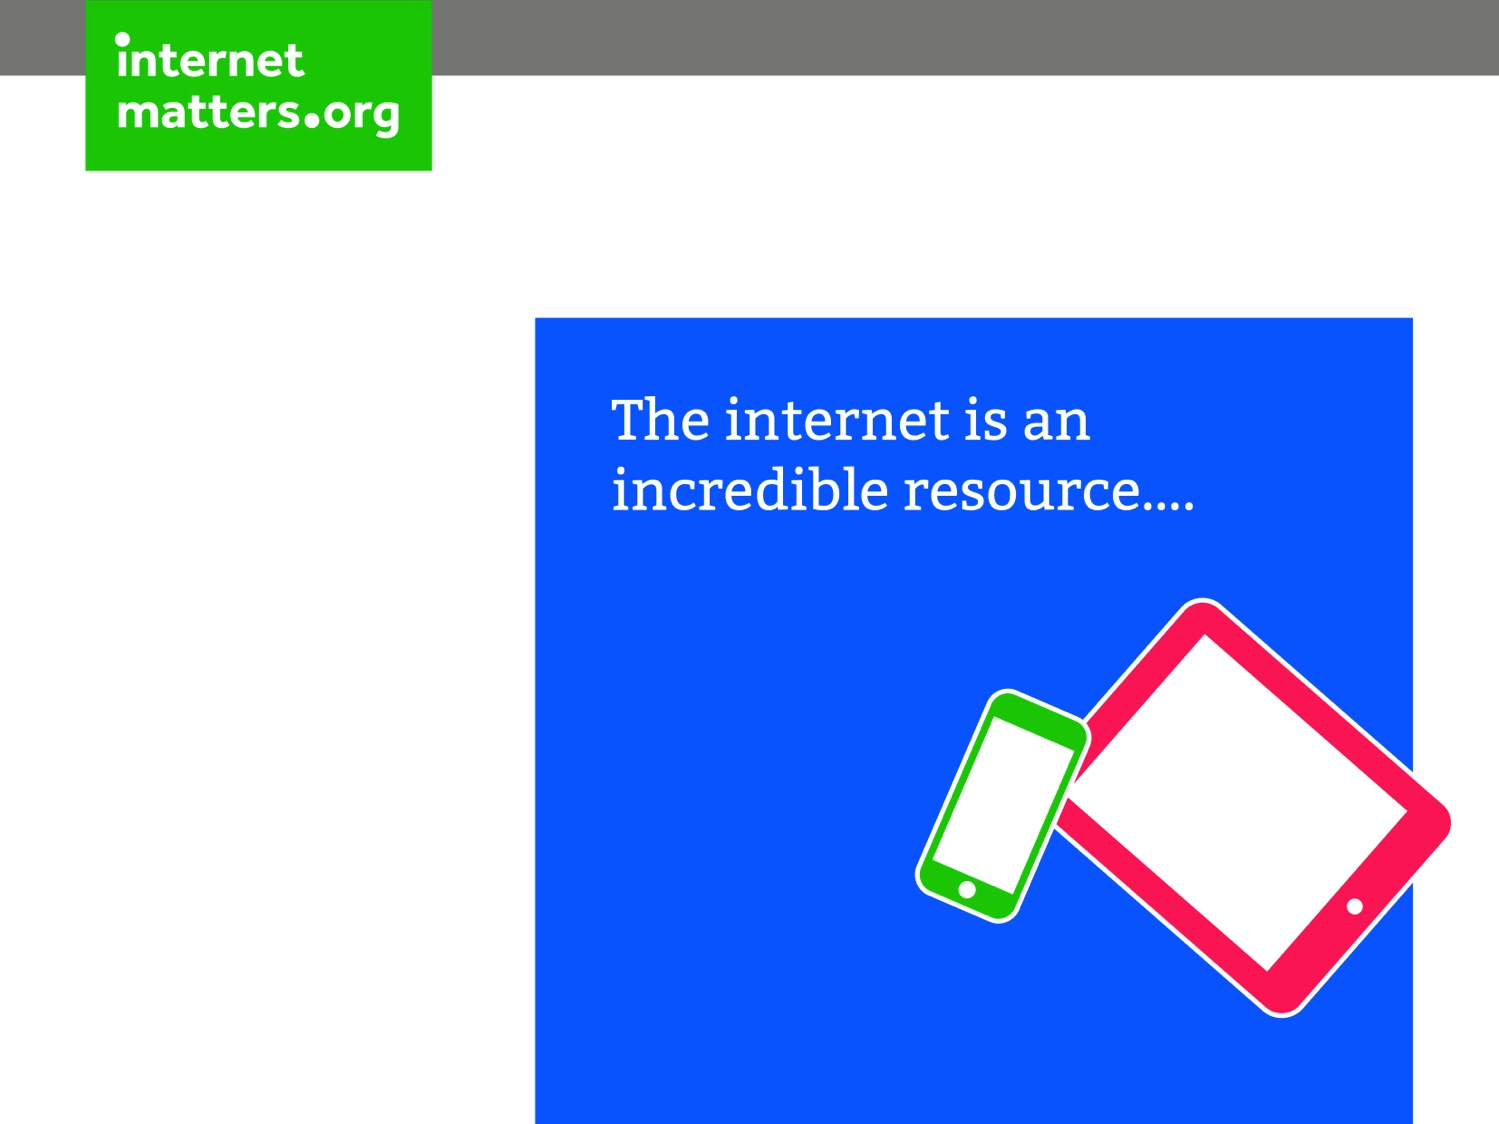 internet
matters.org
The internet is an
incredible resource....